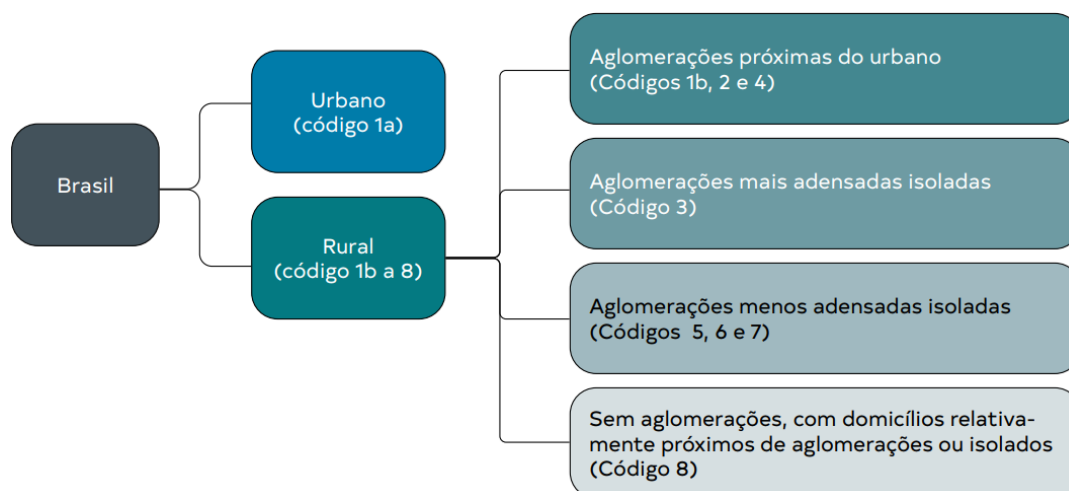 Brasil
Urbano
(código 1a)
Rural
(código 1b a 8)
Aglomerações próximas do urbano
(Códigos 1b, 2 e 4)
Aglomerações mais adensadas isoladas
(Código 3)
Aglomerações menos adensadas isoladas
(Códigos 5, 6 e 7)
Sem aglomerações, com domicílios relativa-
mente próximos de aglomerações ou isolados
(Código 8)